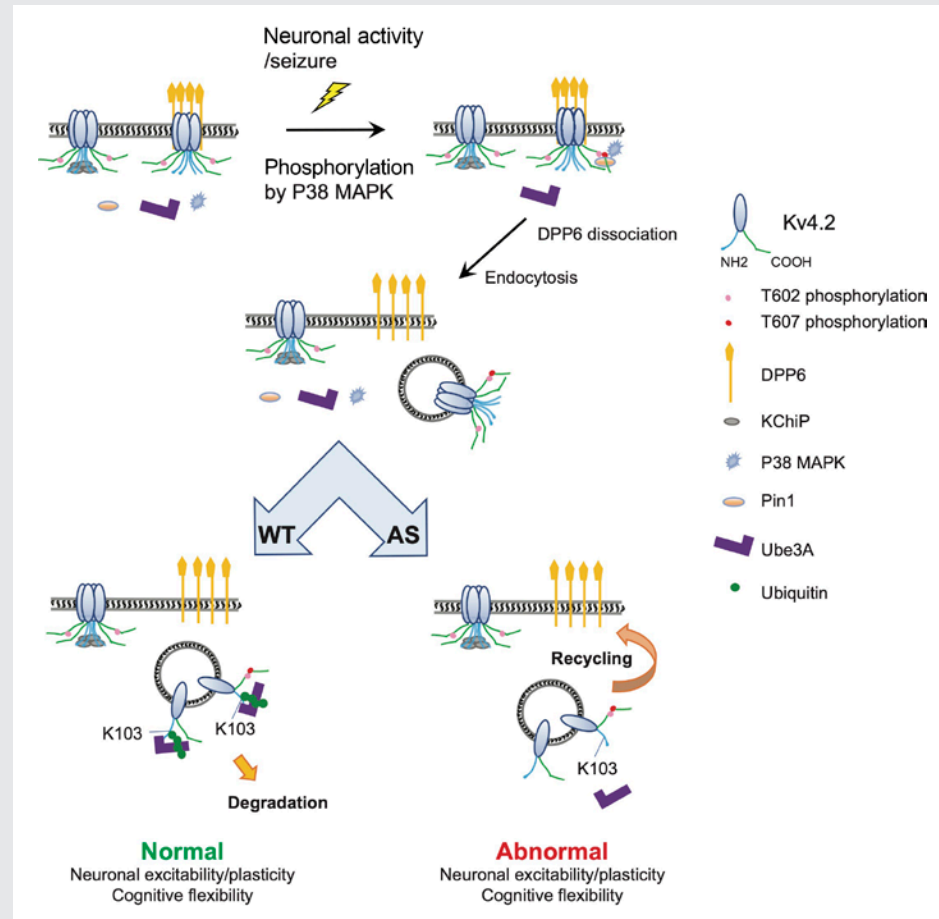 Neuronal activity
/seizure
Phosphorylation
by P38 MAPK
DPP6 dissociation
Endocytosis
Kv4.2
NH2 COOH
T602 phosphorylation
T607 phosphorylation
DPP6
KChiP
P38 MAPK
Pin1
Ube3A
Ubiquitin
WT AS
K103
K103
Degradation
Recycling
K103
Normal
Neuronal excitability/plasticity
Cognitive flexibility
Abnormal
Neuronal excitability/plasticity
Cognitive flexibility